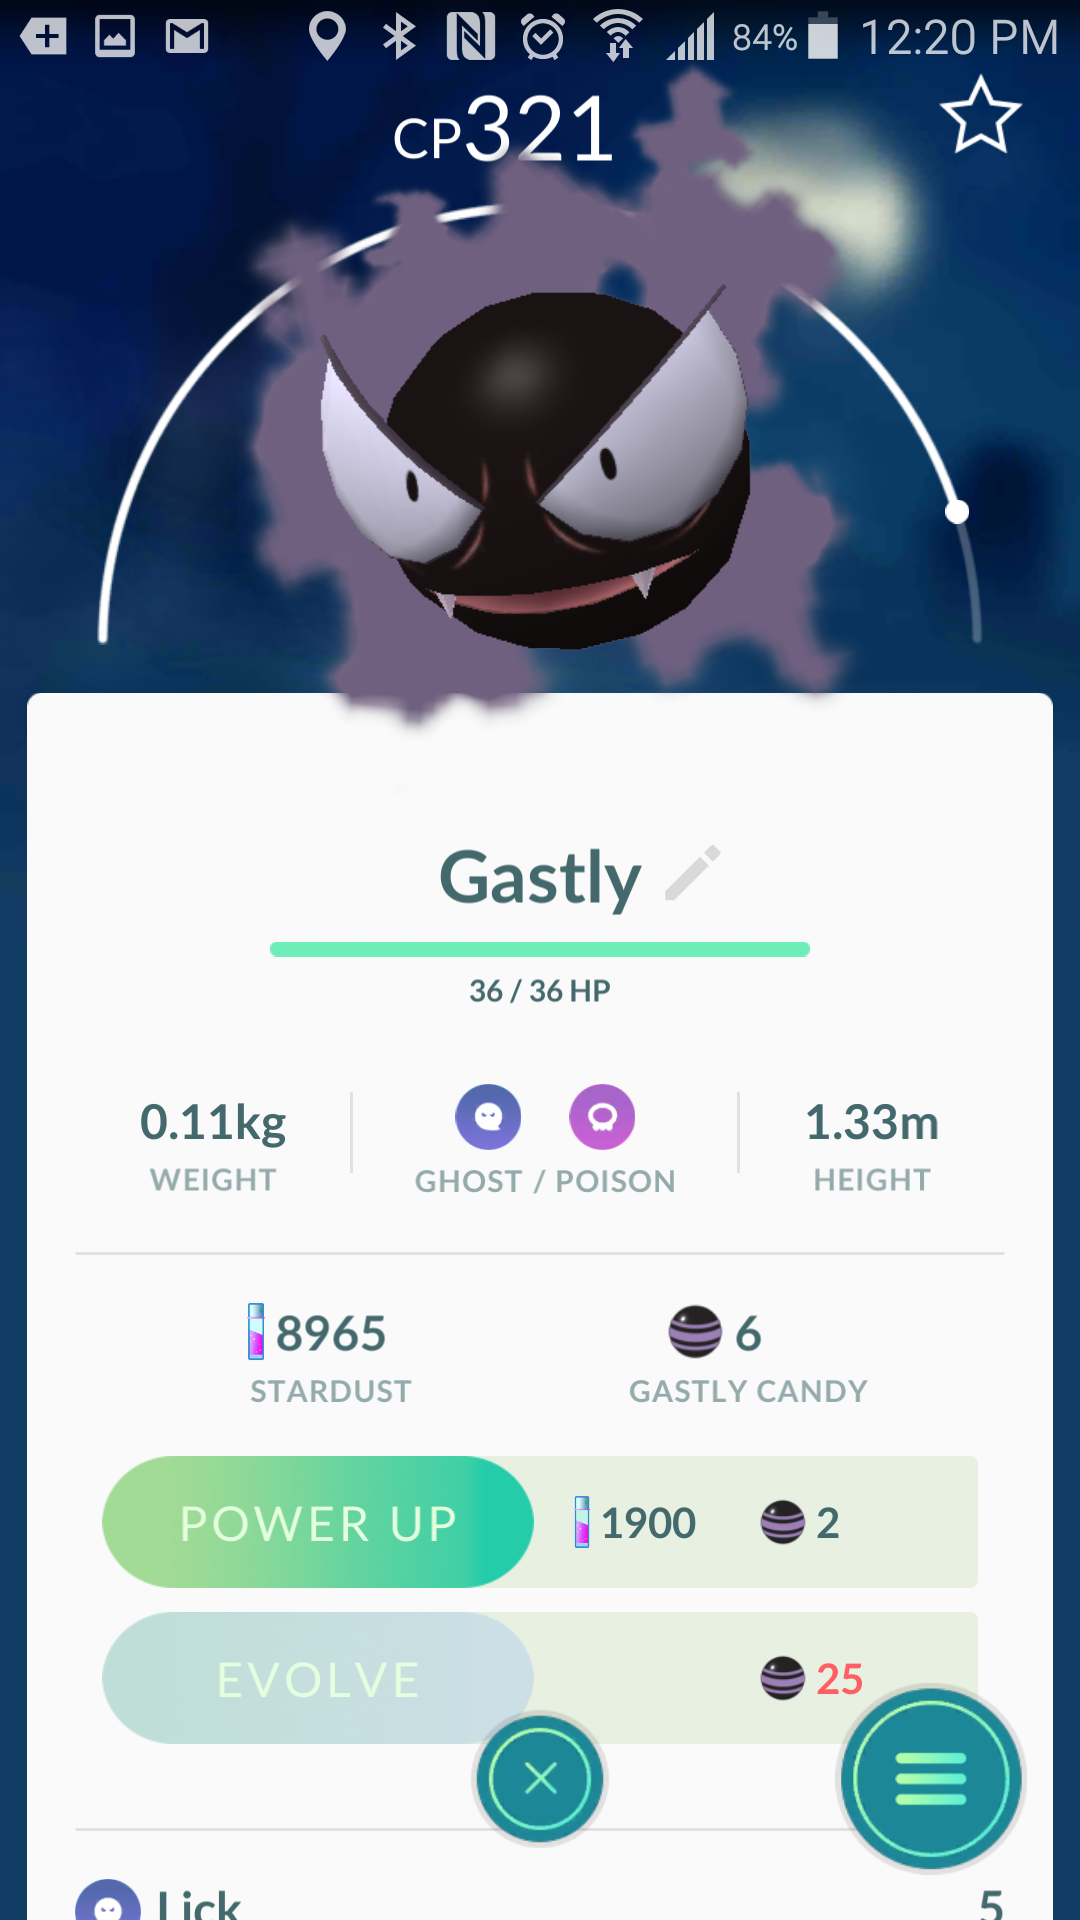 84% 12:20 PM
CP321
Gastly
36 / 36 HP
0.11kg
WEIGHT
GHOST / POISON
1.33m
HEIGHT
8965
STARDUST
6
GASTLY CANDY
POWER UP 1900 2
EVOLVE 25
Lick 5